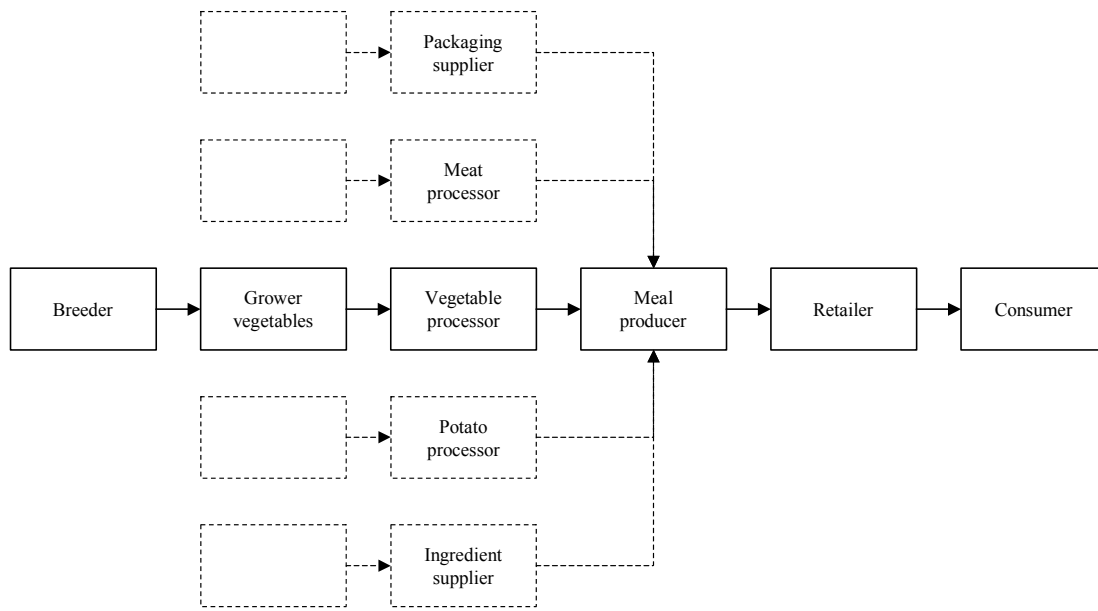 Packaging
supplier
Meat
processor
Breeder
Grower
vegetables
Vegetable
processor
Meal
producer
Retailer
Consumer
Potato
processor
Ingredient
supplier